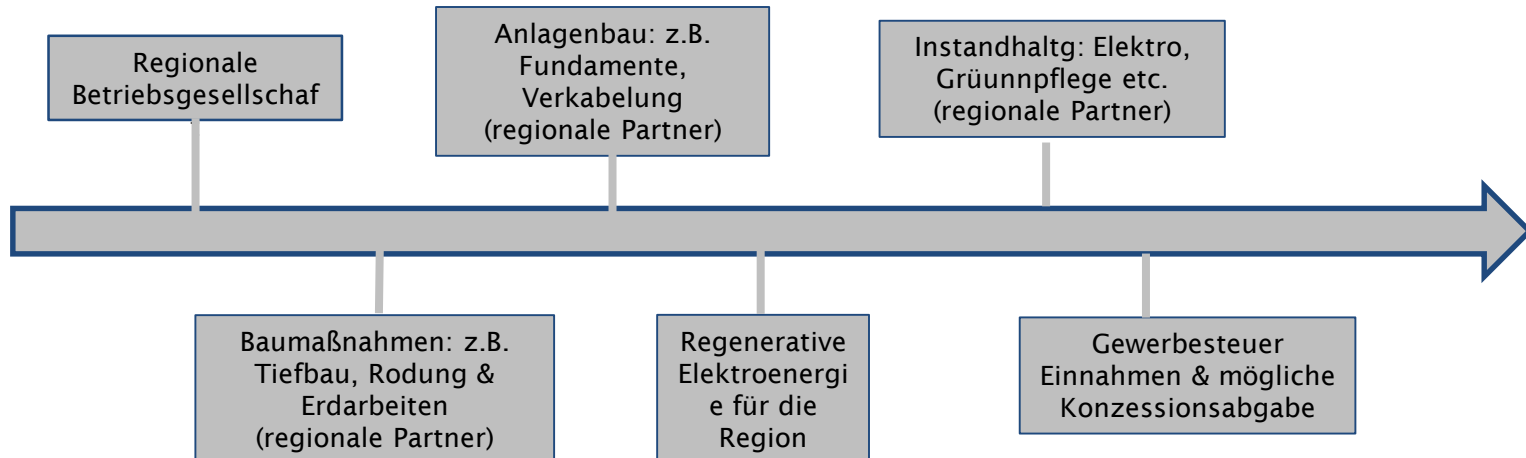 Regionale
Betriebsgesellschaf
Anlagenbau: z.B.
Fundamente,
Verkabelung
(regionale Partner)
Instandhaltg: Elektro,
Grüunnpflege etc.
(regionale Partner)
Baumaßnahmen: z.B.
Tiefbau, Rodung &
Erdarbeiten
(regionale Partner)
Regenerative
Elektroenergi
e für die
Region
Gewerbesteuer
Einnahmen & mögliche
Konzessionsabgabe